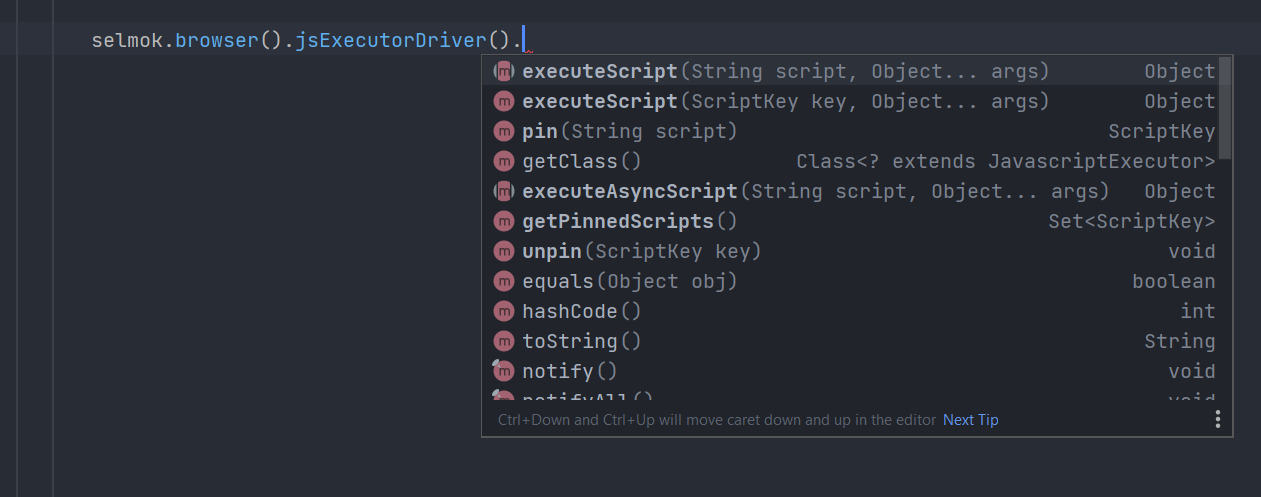 selmok.browser().jsExecutorDriver().
m executeScript(String script, Object... args) Object
m executeScript(ScriptKey key, Object... args) Object
m pin(String script) ScriptKey
m getClass() Class<? extends JavascriptExecutor>
m executeAsyncScript(String script, Object... args) Object
m getPinnedScripts() Set<ScriptKey>
m unpin(ScriptKey key) void
m equals(Object obj) boolean
m hashCode() int
m toString() String
m notify() void
m notifyAll() void
Ctrl+Down and Ctrl+Up will move caret down and up in the editor Next Tip